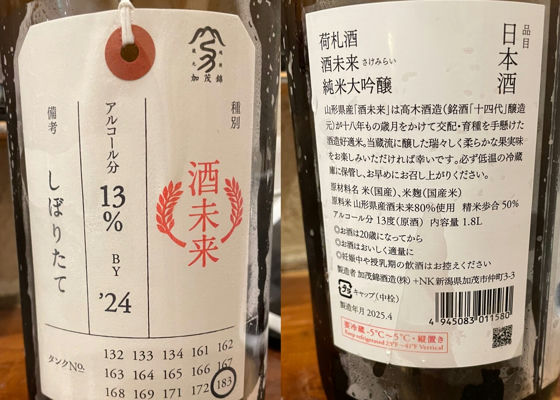 加茂錦
種別
酒未来
アルコール分
13%
BY
'24
備考
しぼりたて
タンクNo.
132 133 134 161 162
163 164 165 166 167
168 169 171 172 183
品目
日本酒
荷札酒
酒未来 さけみらい
純米大吟醸
山形県産「酒未来」は高木酒造(銘酒「十四代」醸造
元)が十八年もの歳月をかけて交配・育種を手懸けた
酒造好適米。当蔵流に醸した瑞々しく柔らかな果実味
をお楽しみいただければ幸いです。必ず低温の冷蔵
庫に保管し、お早めにお召し上がりください。
原材料名 米(国産)、米麹(国産米)
原料米 山形県産酒未来80%使用 精米歩合 50%
アルコール分 13度(原酒) 内容量 1.8L
◎お酒は20歳になってから
◎お酒はおいしく適量に
◎妊娠中や授乳期の飲酒はお控えください
製造者 加茂錦酒造(株)+NK 新潟県加茂市仲町3-3
キャップ(中栓)
製造年月 2025.4
4 945083 011580
要冷蔵 -5℃~5℃・縦置き
Keep refrigerated 23℉~41℉ Vertical